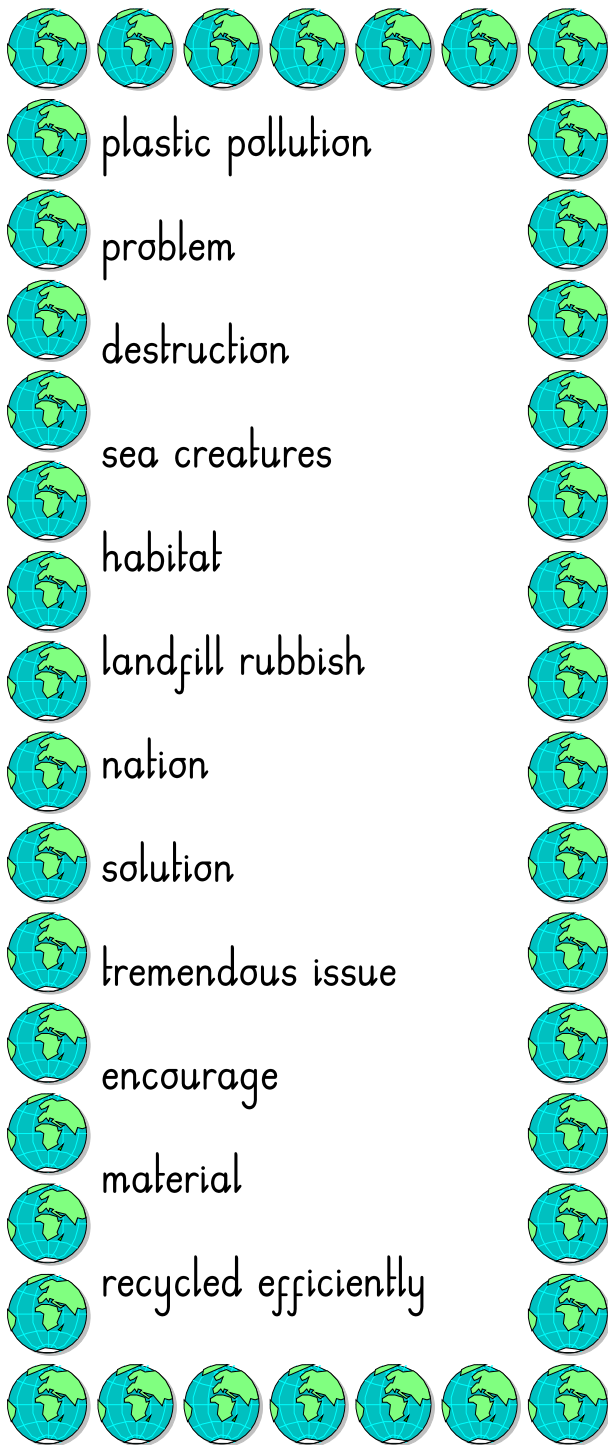 plastic pollution
problem
destruction
sea creatures
habitat
landfill rubbish
nation
solution
tremendous issue
encourage
material
recycled efficiently